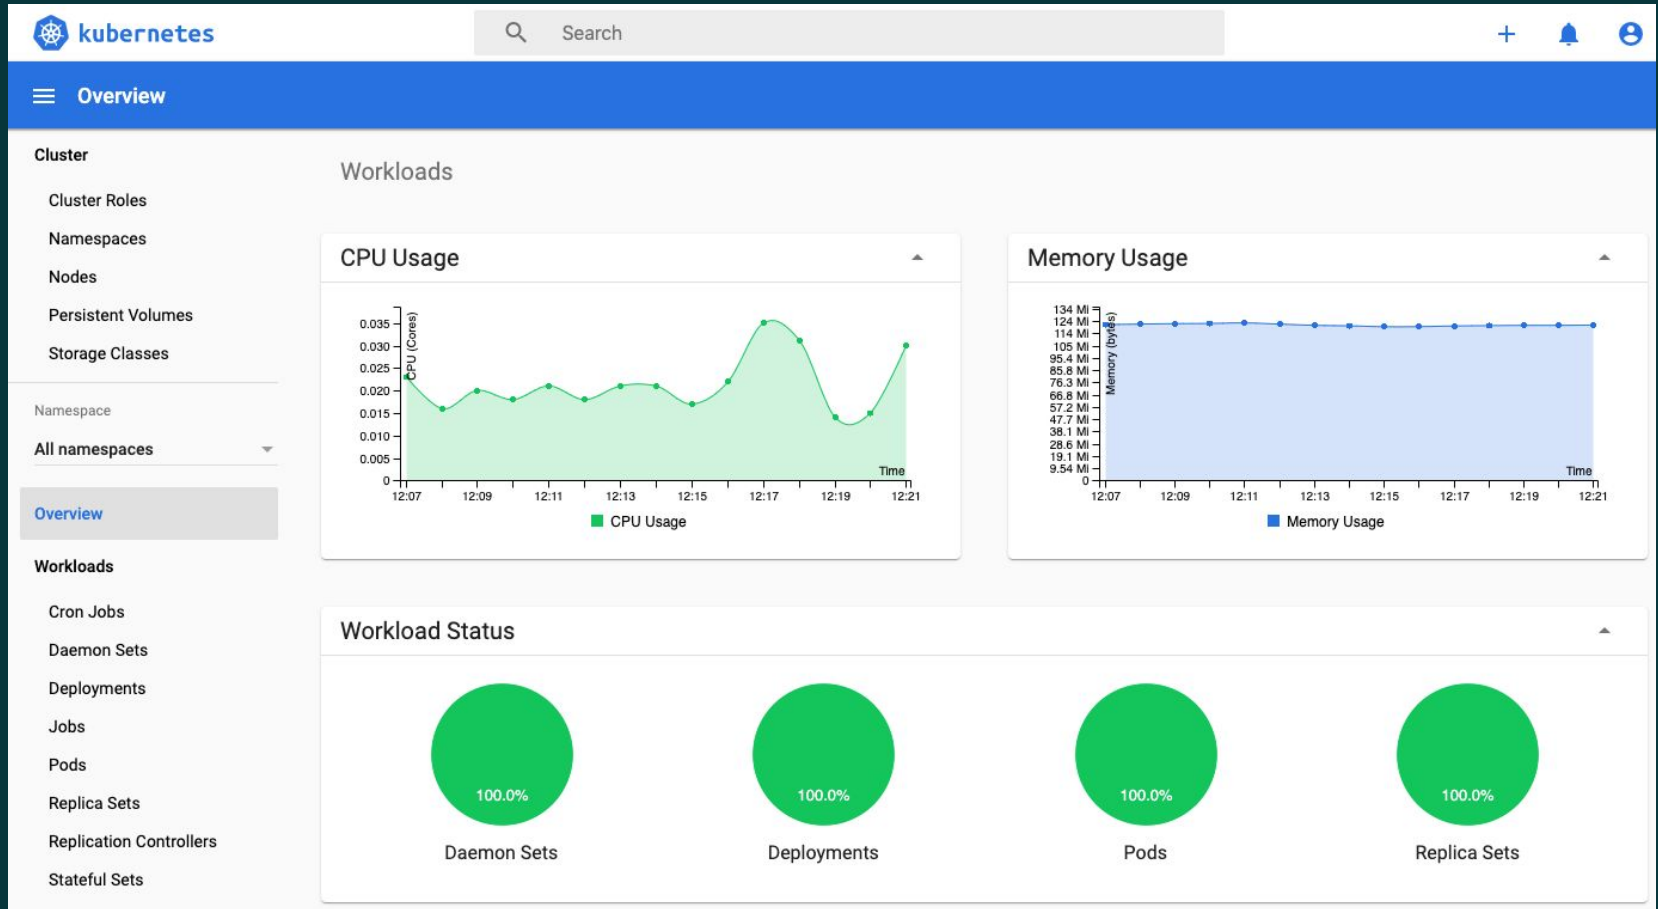 kubernetes
Search
Overview
Cluster
Cluster Roles
Namespaces
Nodes
Persistent Volumes
Storage Classes
Namespace
All namespaces
Overview
Workloads
Cron Jobs
Daemon Sets
Deployments
Jobs
Pods
Replica Sets
Replication Controllers
Stateful Sets
Workloads
CPU Usage
CPU (Cores)
0.035
0.030
0.025
0.020
0.015
0.010
0.005
0
Time
12:07 12:09 12:11 12:13 12:15 12:17 12:19 12:21
CPU Usage
Memory Usage
Memory (bytes)
134 Mi
124 Mi
114 Mi
105 Mi
95.4 Mi
85.8 Mi
76.3 Mi
66.8 Mi
57.2 Mi
47.7 Mi
38.1 Mi
28.6 Mi
19.1 Mi
9.54 Mi
0
Time
12:07 12:09 12:11 12:13 12:15 12:17 12:19 12:21
Memory Usage
Workload Status
100.0% 100.0% 100.0% 100.0%
Daemon Sets Deployments Pods Replica Sets